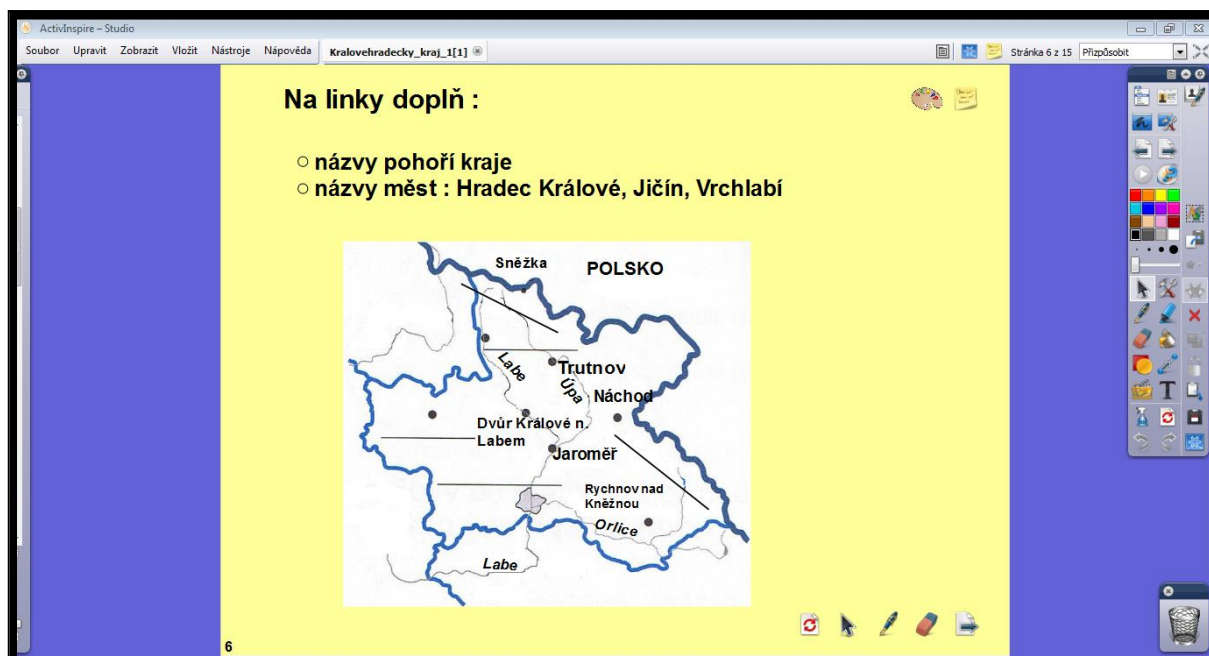 ActivInspire – Studio
Soubor Upravit Zobrazit Vložit Nástroje Nápověda Kralovehradecky_kraj_1[1] Stránka 6 z 15 Přizpůsobit
Na linky doplň :
○ názvy pohoří kraje
○ názvy měst : Hradec Králové, Jičín, Vrchlabí
Sněžka
POLSKO
Labe
Trutnov
Úpa
Náchod
Dvůr Králové n.
Labem
Jaroměř
Rychnov nad
Kněžnou
Orlice
Labe
6